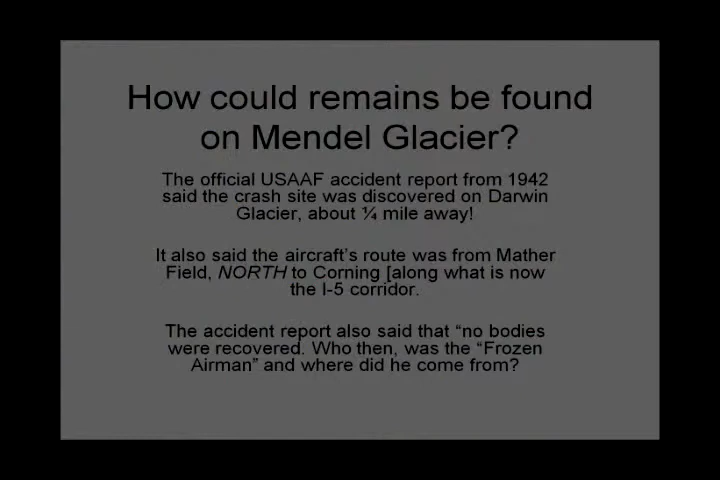 How could remains be found
on Mendel Glacier?
The official USAAF accident report from 1942
said the crash site was discovered on Darwin
Glacier, about ¼ mile away!
It also said the aircraft's route was from Mather
Field, NORTH to Corning [along what is now
the I-5 corridor.
The accident report also said that “no bodies
were recovered. Who then, was the “Frozen
Airman” and where did he come from?